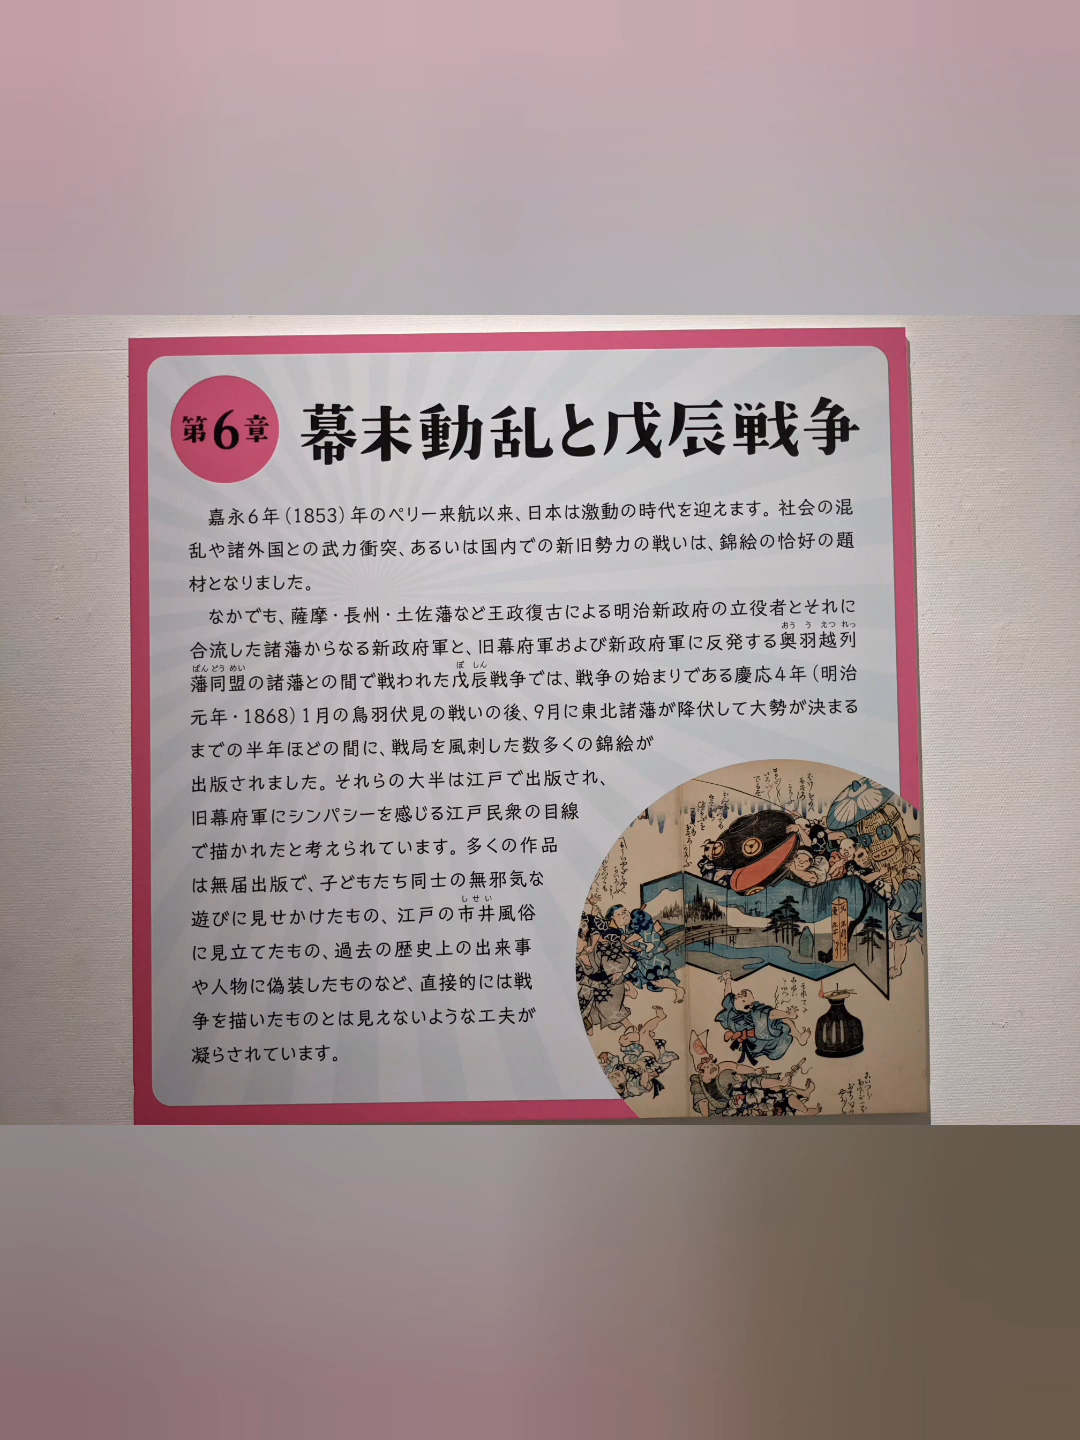 第6章 幕末動乱と戊辰戦争
嘉永6年（1853）年のペリー来航以来、日本は激動の時代を迎えます。社会の混
乱や諸外国との武力衝突、あるいは国内での新旧勢力の戦いは、錦絵の恰好の題
材となりました。
なかでも、薩摩・長州・土佐藩など王政復古による明治新政府の立役者とそれに
おう う えつ れっ
合流した諸藩からなる新政府軍と、旧幕府軍および新政府軍に反発する奥羽越列
ぱん どう めい ぼ しん
藩同盟の諸藩との間で戦われた戊辰戦争では、戦争の始まりである慶応4年（明治
元年・1868）1月の鳥羽伏見の戦いの後、9月に東北諸藩が降伏して大勢が決まる
までの半年ほどの間に、戦局を風刺した数多くの錦絵が
出版されました。それらの大半は江戸で出版され、
旧幕府軍にシンパシーを感じる江戸民衆の目線
で描かれたと考えられています。多くの作品
は無届出版で、子どもたち同士の無邪気な
しせい
遊びに見せかけたもの、江戸の市井風俗
に見立てたもの、過去の歴史上の出来事
や人物に偽装したものなど、直接的には戦
争を描いたものとは見えないような工夫が
凝らされています。